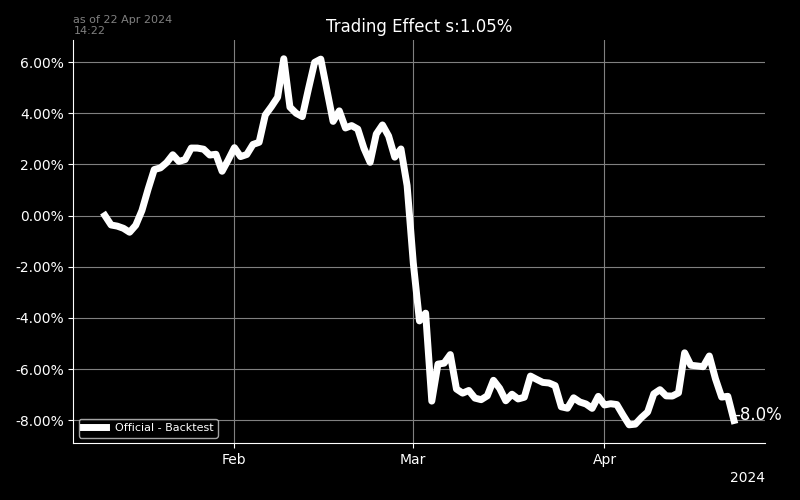 as of 22 Apr 2024
14:22
Trading Effect s:1.05%
6.00%
4.00%
2.00%
0.00%
-2.00%
-4.00%
-6.00%
-8.00%
-8.0%
Official - Backtest
Feb
Mar
Apr
2024